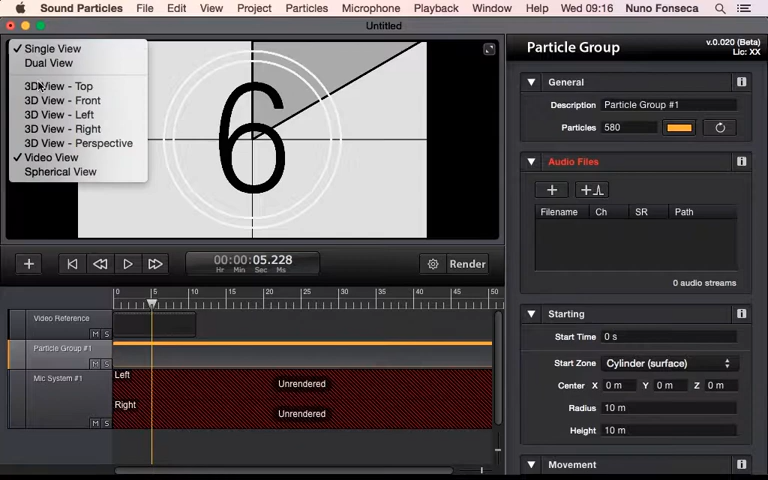 Sound Particles File Edit View Project Particles Microphone Playback Window Help Wed 09:16 Nuno Fonseca
Untitled
✓ Single View
Dual View
3D View - Top
3D View - Front
3D View - Left
3D View - Right
3D View - Perspective
✓ Video View
Spherical View
6
00:00:05.228
Hr Min Sec Ms
Render
0 5 10 15 20 25 30 35 40 45 50
Video Reference
M S
Particle Group #1
M S
Mic System #1
Left
Unrendered
Right
Unrendered
M S
Particle Group
v.0.020 (Beta)
Exp: XX
General
Description Particle Group #1
Particles 580
Audio Files
Filename Ch SR Path
0 audio streams
Starting
Start Time 0 s
Start Zone Cylinder (surface)
Center X 0 m Y 0 m Z 0 m
Radius 10 m
Height 10 m
Movement